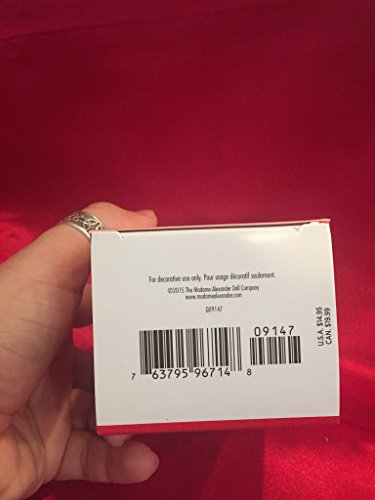 For decorative use only. Pour usage décoratif seulement.
©2015 The Madame Alexander Doll Company
www.madamealexander.com
QX9147
09147
7 63795 96714 8
U.S.A. $14.95
CAN. $19.99